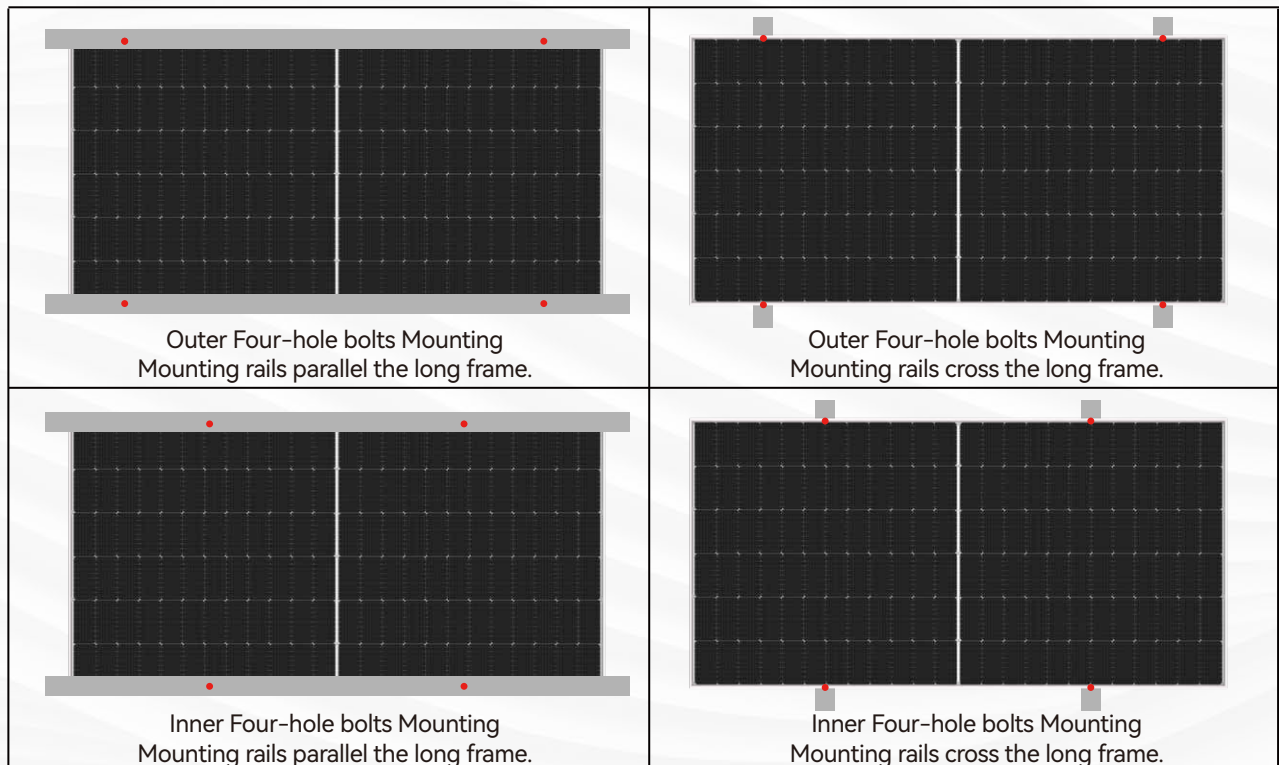 Outer Four-hole bolts Mounting
Mounting rails parallel the long frame.
Outer Four-hole bolts Mounting
Mounting rails cross the long frame.
Inner Four-hole bolts Mounting
Mounting rails parallel the long frame.
Inner Four-hole bolts Mounting
Mounting rails cross the long frame.